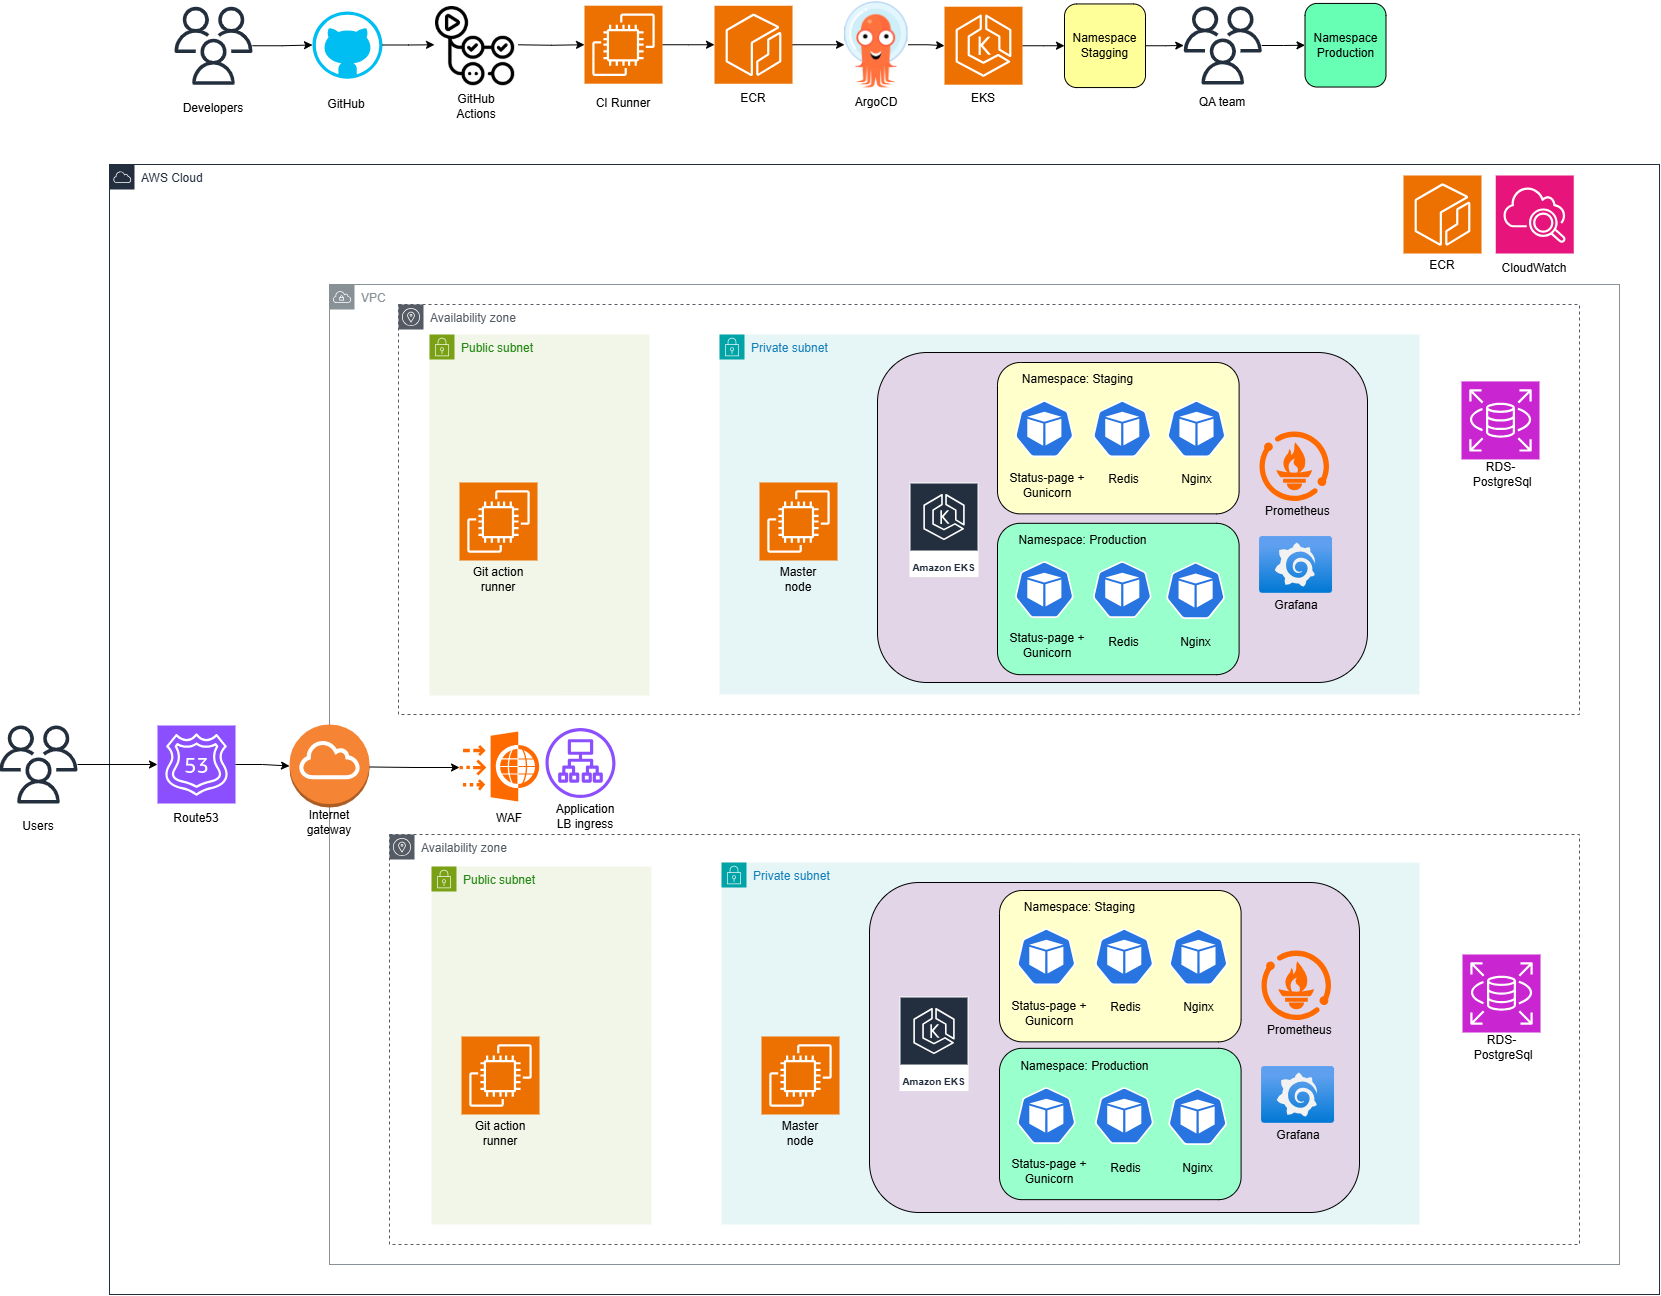 Developers
GitHub
GitHub
Actions
CI Runner
ECR
ArgoCD
EKS
Namespace
Stagging
QA team
Namespace
Production
AWS Cloud
ECR
CloudWatch
VPC
Availability zone
Public subnet
Private subnet
Namespace: Staging
Status-page +
Gunicorn
Redis
Nginx
Git action
runner
Master
node
Amazon EKS
Namespace: Production
Status-page +
Gunicorn
Redis
Nginx
Prometheus
Grafana
RDS-
PostgreSql
Users
53
Route53
Internet
gateway
WAF
Application
LB ingress
Availability zone
Public subnet
Private subnet
Namespace: Staging
Status-page +
Gunicorn
Redis
Nginx
Git action
runner
Master
node
Amazon EKS
Namespace: Production
Status-page +
Gunicorn
Redis
Nginx
Prometheus
Grafana
RDS-
PostgreSql